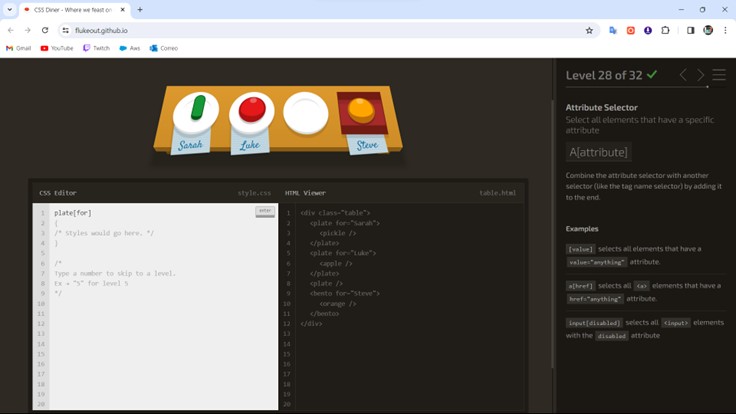 CSS Diner - Where we feast on
flukeout.github.io
Gmail
YouTube
Twitch
Aws
Correo
Sarah
Luke
Steve
CSS Editor
style.css
HTML Viewer
table.html
1
2
3
4
5
6
7
8
9
10
11
12
13
14
15
16
17
18
19
20
plate[for]
{
/* Styles would go here. */
}
/*
Type a number to skip to a level.
Ex → "5" for level 5
*/
enter
1
2
3
4
5
6
7
8
9
10
11
12
13
14
15
16
17
18
19
20
<div class="table">
<plate for="Sarah">
<pickle />
</plate>
<plate for="Luke">
<apple />
</plate>
<plate />
<bento for="Steve">
<orange />
</bento>
</div>
Level 28 of 32
Attribute Selector
Select all elements that have a specific
attribute
A[attribute]
Combine the attribute selector with another
selector (like the tag name selector) by adding it
to the end.
Examples
[value] selects all elements that have a
value="anything" attribute.
a[href] selects all <a> elements that have a
href="anything" attribute.
input[disabled] selects all <input> elements
with the disabled attribute